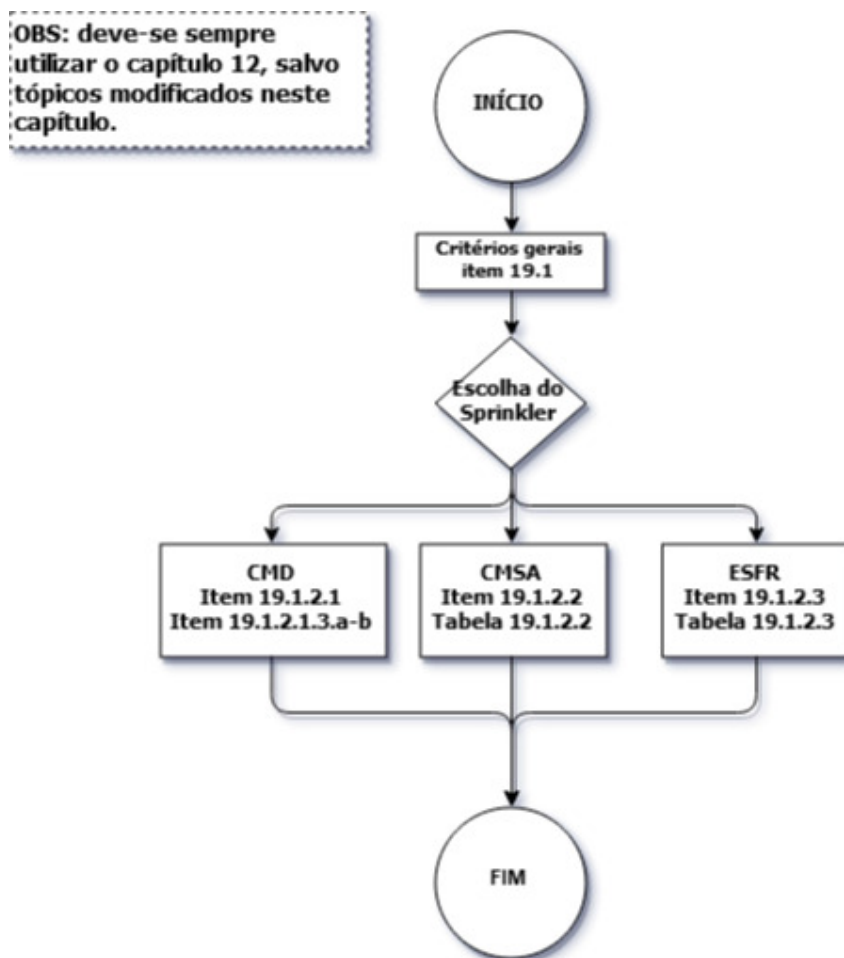 OBS: deve-se sempre
utilizar o capítulo 12, salvo
tópicos modificados neste
capítulo.
INÍCIO
Critérios gerais
item 19.1
Escolha do
Sprinkler
CMD
Item 19.1.2.1
Item 19.1.2.1.3.a-b
CMSA
Item 19.1.2.2
Tabela 19.1.2.2
ESFR
Item 19.1.2.3
Tabela 19.1.2.3
FIM